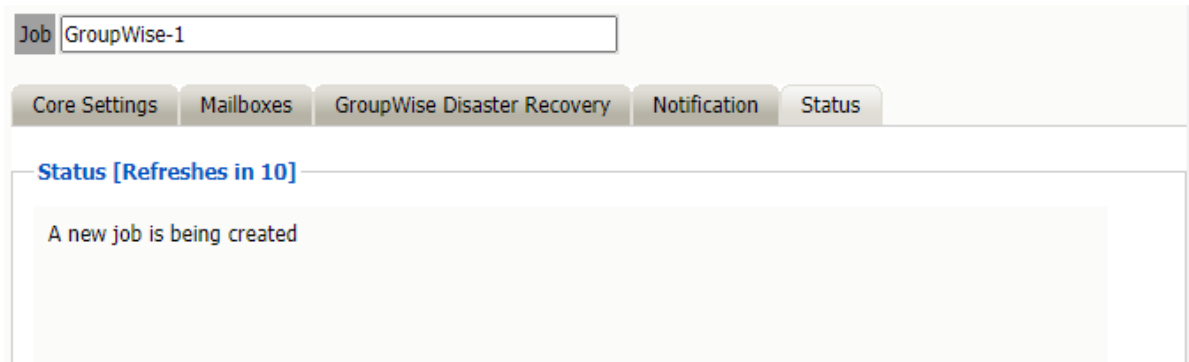 Job GroupWise-1
Core Settings Mailboxes GroupWise Disaster Recovery Notification Status
Status [Refreshes in 10]
A new job is being created